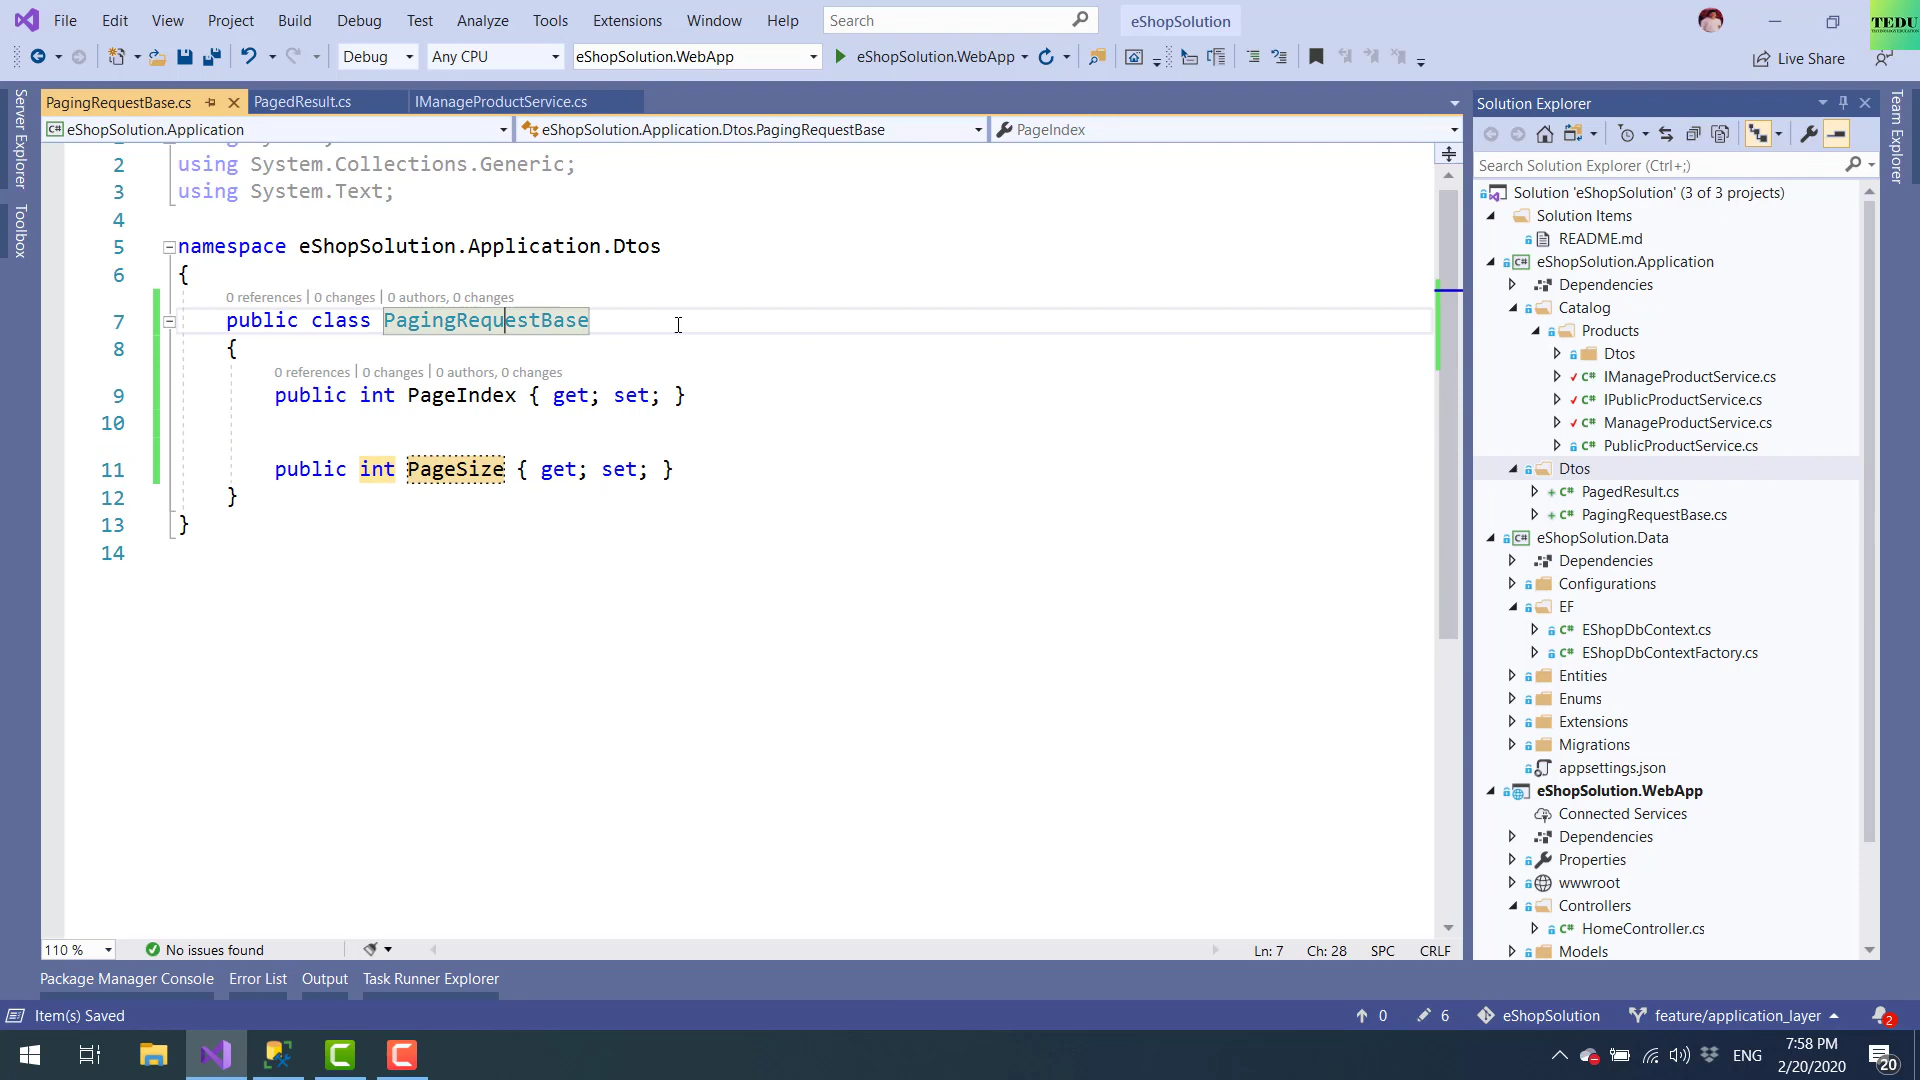 File Edit View Project Build Debug Test Analyze Tools Extensions Window Help Search eShopSolution TEDU
Debug Any CPU eShopSolution.WebApp eShopSolution.WebApp Live Share
Server Explorer
Toolbox
Team Explorer
PagingRequestBase.cs PagedResult.cs IManageProductService.cs
C# eShopSolution.Application eShopSolution.Application.Dtos.PagingRequestBase PageIndex
2 using System.Collections.Generic;
3 using System.Text;
4
5 namespace eShopSolution.Application.Dtos
6 {
0 references | 0 changes | 0 authors, 0 changes
7 public class PagingRequestBase
8 {
0 references | 0 changes | 0 authors, 0 changes
9 public int PageIndex { get; set; }
10
11 public int PageSize { get; set; }
12 }
13 }
14
110 % No issues found Ln: 7 Ch: 28 SPC CRLF
Package Manager Console Error List Output Task Runner Explorer
Solution Explorer
Search Solution Explorer (Ctrl+;)
Solution 'eShopSolution' (3 of 3 projects)
Solution Items
README.md
C# eShopSolution.Application
Dependencies
Catalog
Products
Dtos
C# IManageProductService.cs
C# IPublicProductService.cs
C# ManageProductService.cs
C# PublicProductService.cs
Dtos
C# PagedResult.cs
C# PagingRequestBase.cs
C# eShopSolution.Data
Dependencies
Configurations
EF
C# EShopDbContext.cs
C# EShopDbContextFactory.cs
Entities
Enums
Extensions
Migrations
appsettings.json
eShopSolution.WebApp
Connected Services
Dependencies
Properties
wwwroot
Controllers
C# HomeController.cs
Models
Item(s) Saved 0 6 eShopSolution feature/application_layer 2
ENG 7:58 PM 20
2/20/2020